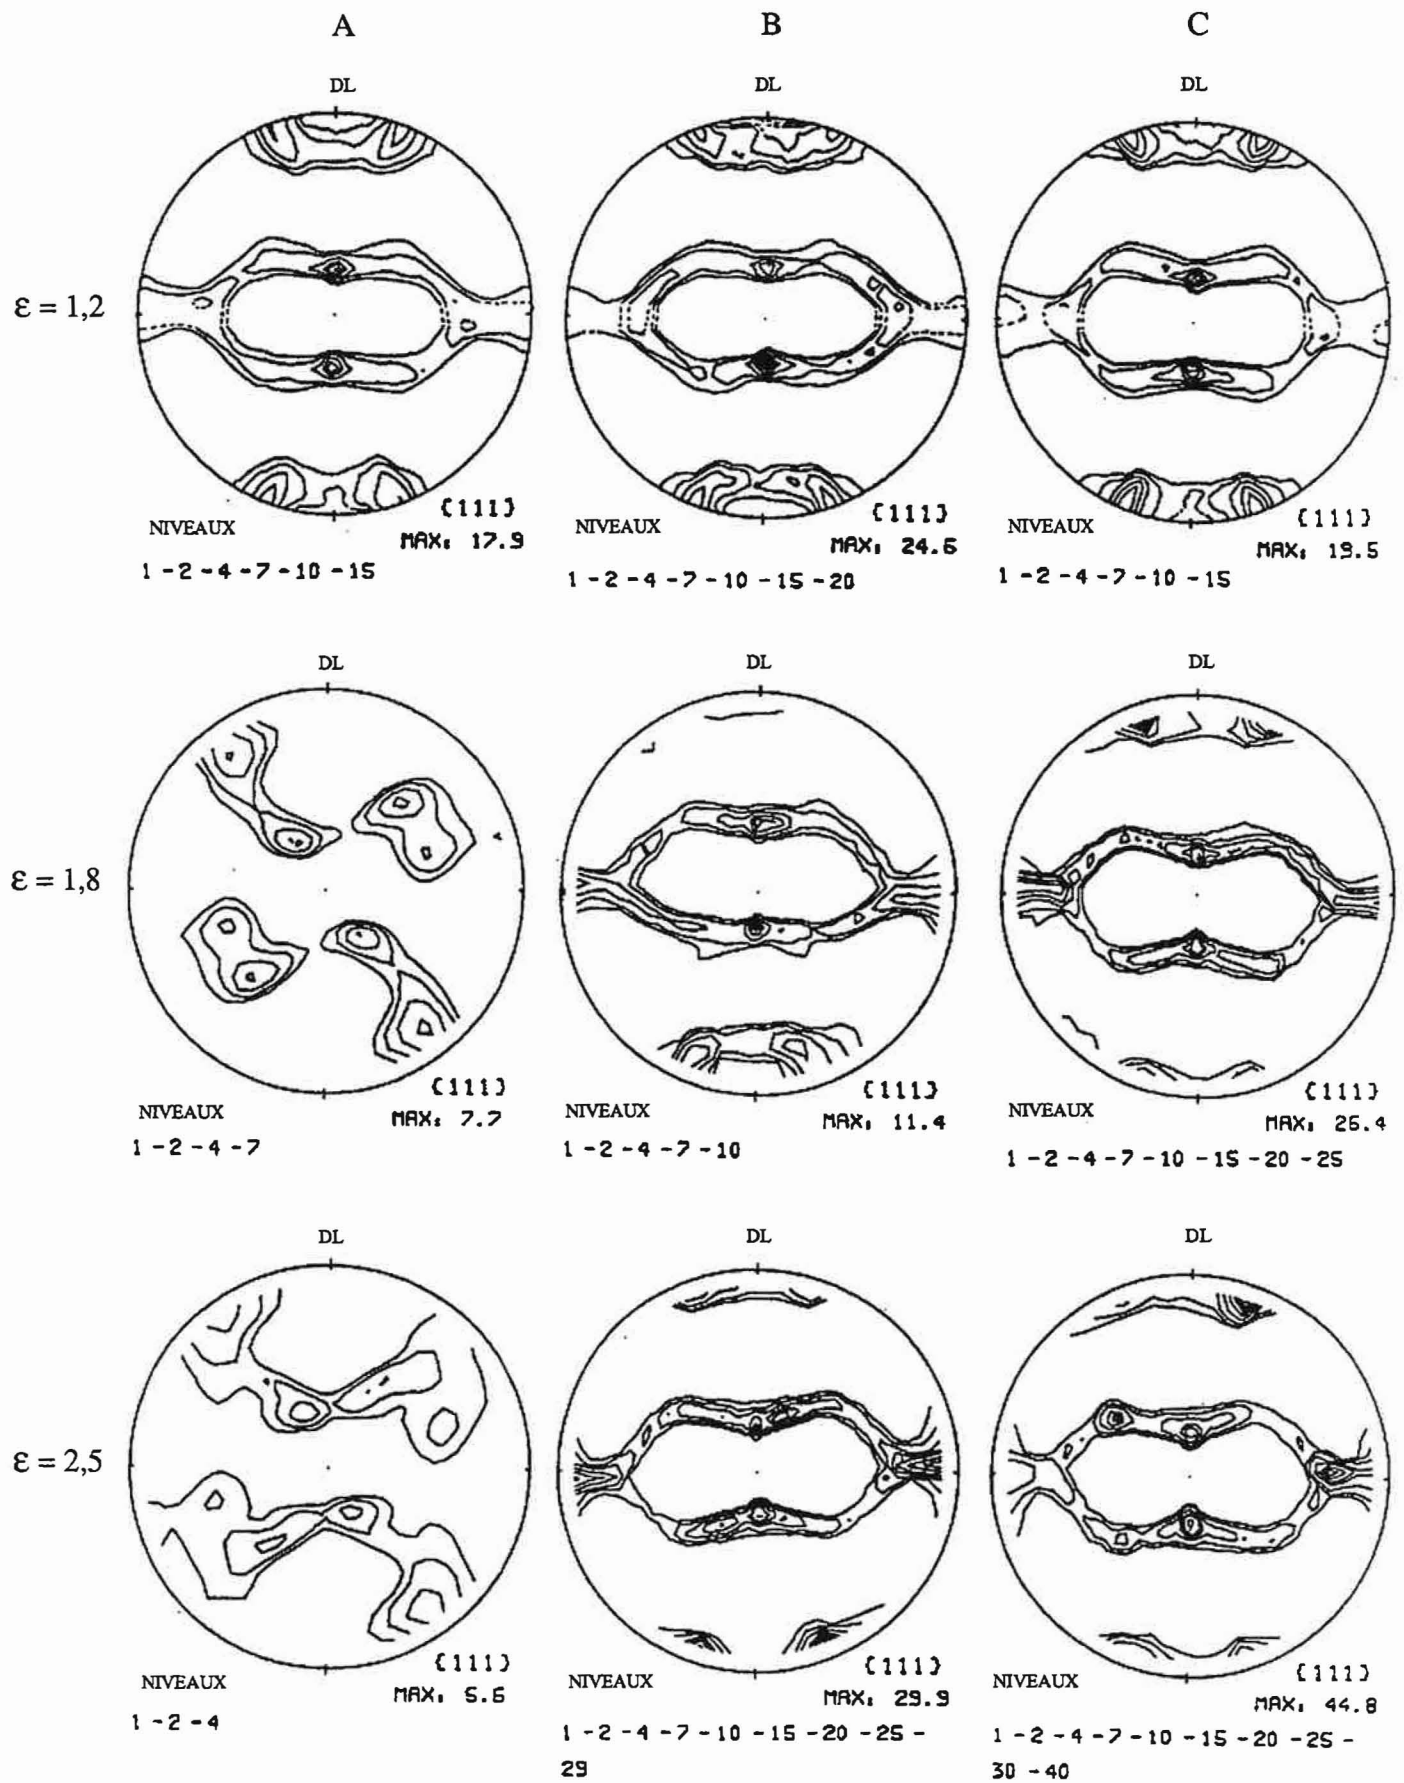 A B C
DL DL DL
ε = 1,2
NIVEAUX {111} NIVEAUX {111} NIVEAUX {111}
MAX: 17.9 MAX: 24.6 MAX: 19.5
1 -2 -4 -7 -10 -15 1 -2 -4 -7 -10 -15 -20 1 -2 -4 -7 -10 -15
DL DL DL
ε = 1,8
NIVEAUX {111} NIVEAUX {111} NIVEAUX {111}
MAX: 7.7 MAX: 11.4 MAX: 26.4
1 -2 -4 -7 1 -2 -4 -7 -10 1 -2 -4 -7 -10 -15 -20 -25
DL DL DL
ε = 2,5
NIVEAUX {111} NIVEAUX {111} NIVEAUX {111}
MAX: 5.6 MAX: 29.9 MAX: 44.8
1 -2 -4 1 -2 -4 -7 -10 -15 -20 -25 - 1 -2 -4 -7 -10 -15 -20 -25 -
29 30 -40